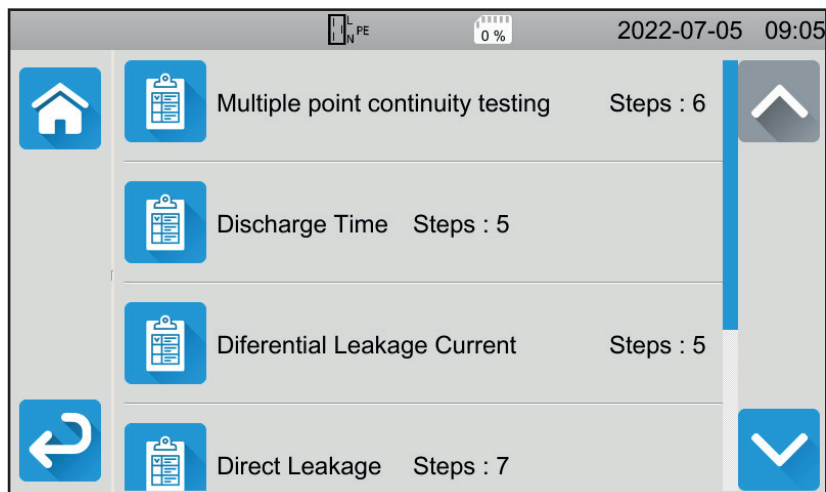 L
N PE
0 % 2022-07-05 09:05
Multiple point continuity testing Steps : 6
Discharge Time Steps : 5
Diferential Leakage Current Steps : 5
Direct Leakage Steps : 7